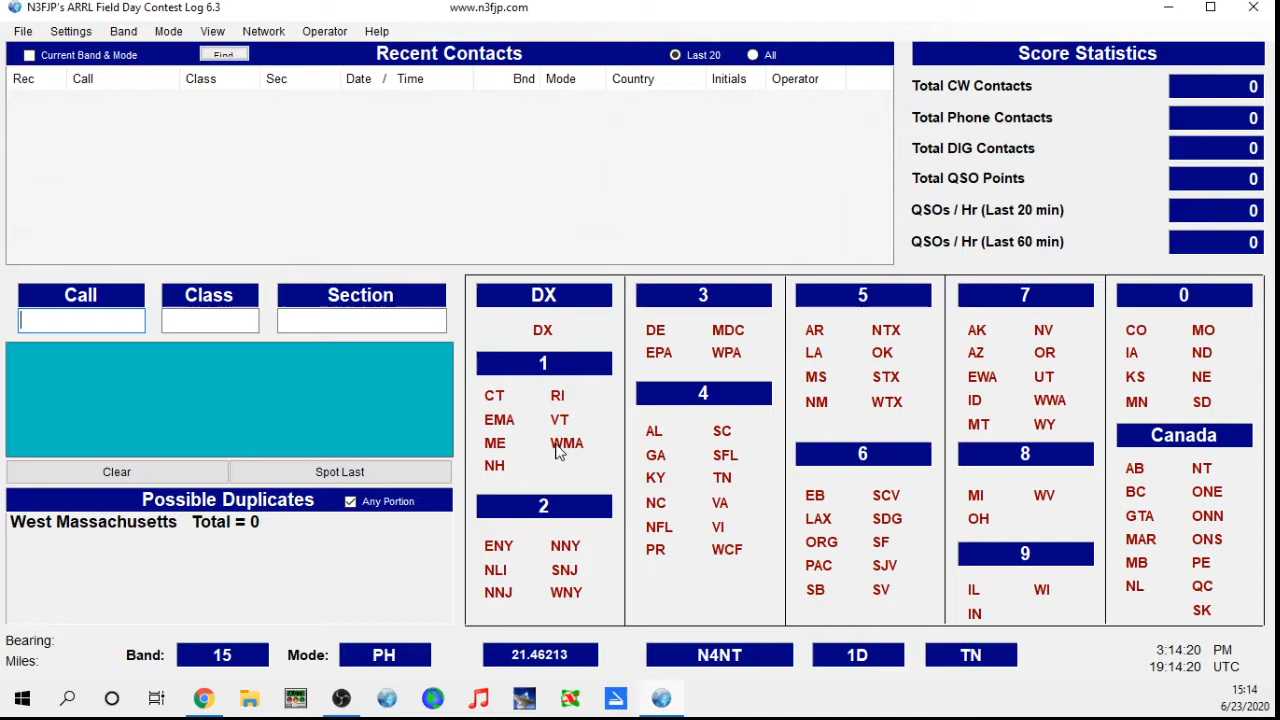 N3FJP's ARRL Field Day Contest Log 6.3 www.n3fjp.com
File Settings Band Mode View Network Operator Help
Current Band & Mode Find Recent Contacts Last 20 All
Rec Call Class Sec Date / Time Bnd Mode Country Initials Operator
Score Statistics
Total CW Contacts 0
Total Phone Contacts 0
Total DIG Contacts 0
Total QSO Points 0
QSOs / Hr (Last 20 min) 0
QSOs / Hr (Last 60 min) 0
Call Class Section
Clear Spot Last
Possible Duplicates Any Portion
West Massachusetts Total = 0
DX
DX
1
CT RI
EMA VT
ME WMA
NH
2
ENY NNY
NLI SNJ
NNJ WNY
3
DE MDC
EPA WPA
4
AL SC
GA SFL
KY TN
NC VA
NFL VI
PR WCF
5
AR NTX
LA OK
MS STX
NM WTX
6
EB SCV
LAX SDG
ORG SF
PAC SJV
SB SV
7
AK NV
AZ OR
EWA UT
ID WWA
MT WY
8
MI WV
OH
9
IL WI
IN
0
CO MO
IA ND
KS NE
MN SD
Canada
AB NT
BC ONE
GTA ONN
MAR ONS
MB PE
NL QC
SK
Bearing:
Miles:
Band: 15 Mode: PH 21.46213 N4NT 1D TN
3:14:20 PM
19:14:20 UTC
15:14
6/23/2020